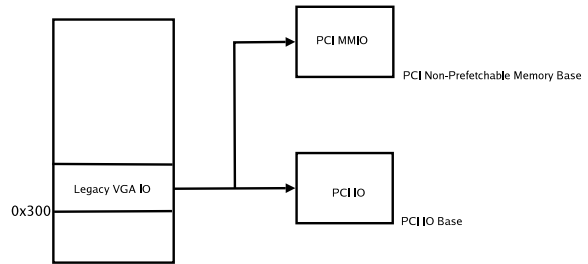 PCI MMIO
PCI Non-Prefetchable Memory Base
Legacy VGA IO
PCI IO
0x300
PCI IO Base